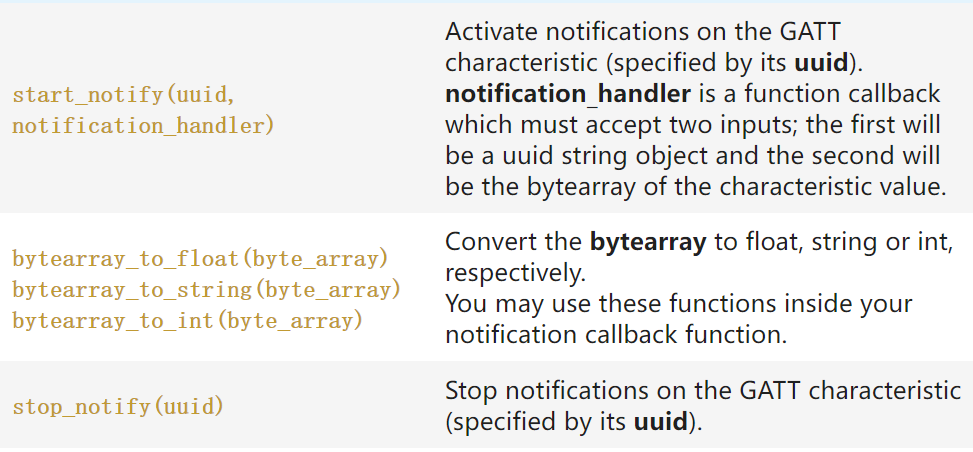 start_notify(uuid,
notification_handler)
Activate notifications on the GATT
characteristic (specified by its uuid).
notification_handler is a function callback
which must accept two inputs; the first will
be a uuid string object and the second will
be the bytearray of the characteristic value.
bytearray_to_float(byte_array)
bytearray_to_string(byte_array)
bytearray_to_int(byte_array)
Convert the bytearray to float, string or int,
respectively.
You may use these functions inside your
notification callback function.
stop_notify(uuid)
Stop notifications on the GATT characteristic
(specified by its uuid).